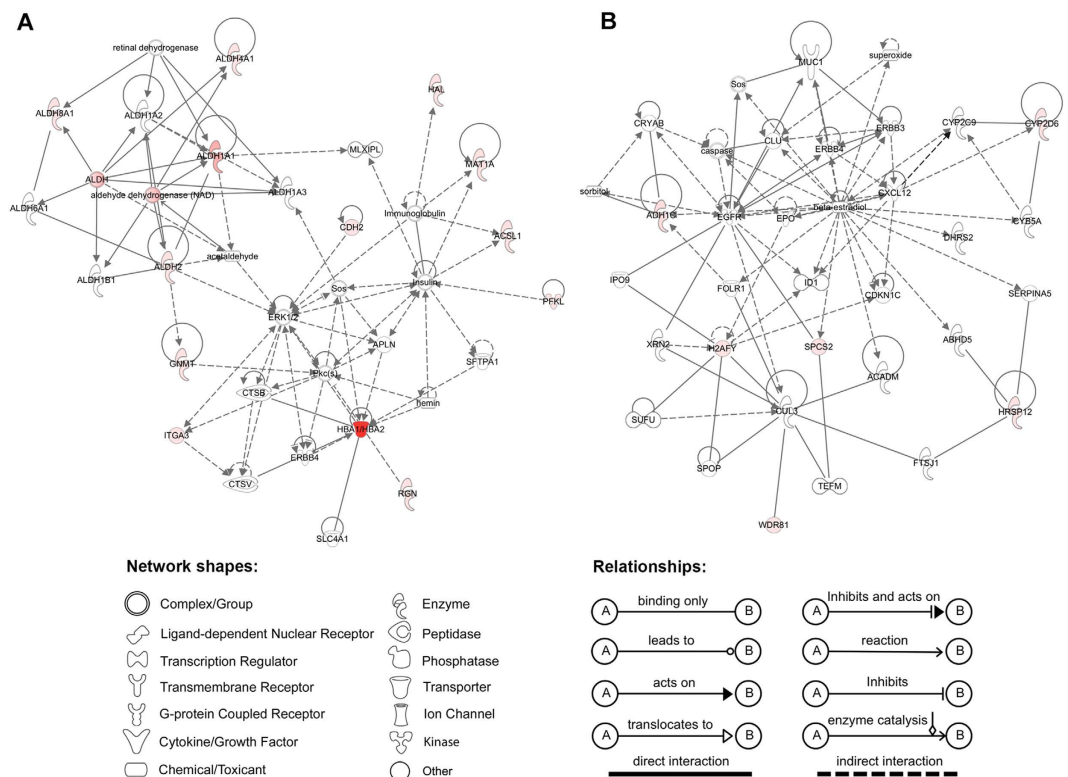 A
retinal dehydrogenase
ALDH4A1
ALDH8A1
ALDH1A2
HAL
ALDH1A1
MLXIPL
MAT1A
ALDH
aldehyde dehydrogenase (NAD)
ALDH1A3
ALDH6A1
Immunoglobulin
CDH2
ACSL1
acetaldehyde
ALDH2
ALDH1B1
Insulin
Sos
PFKL
ERK1/2
APLN
GNMT
SFTPA1
Pkc(s)
CTSB
hemin
HBA1/HBA2
ITGA3
ERBB4
CTSV
RGN
SLC4A1
B
MUC1
superoxide
Sos
CRYAB
ERBB3
CYP2C9
CYP2D6
CLU
caspase
ERBB4
sorbitol
CXCL12
ADH1C
EGFR
EPO
beta-estradiol
CYB5A
DHRS2
IPO9
FOLR1
ID1
CDKN1C
SERPINA5
XRN2
H2AFY
SPCS2
ABHD5
ACADM
SUFU
CUL3
HRSP12
FTSJ1
SPOP
TEFM
WDR81
Network shapes:
Complex/Group
Ligand-dependent Nuclear Receptor
Transcription Regulator
Transmembrane Receptor
G-protein Coupled Receptor
Cytokine/Growth Factor
Chemical/Toxicant
Enzyme
Peptidase
Phosphatase
Transporter
Ion Channel
Kinase
Other
Relationships:
A binding only B
A leads to B
A acts on B
A translocates to B
direct interaction
A Inhibits and acts on B
A reaction B
A Inhibits B
A enzyme catalysis B
indirect interaction